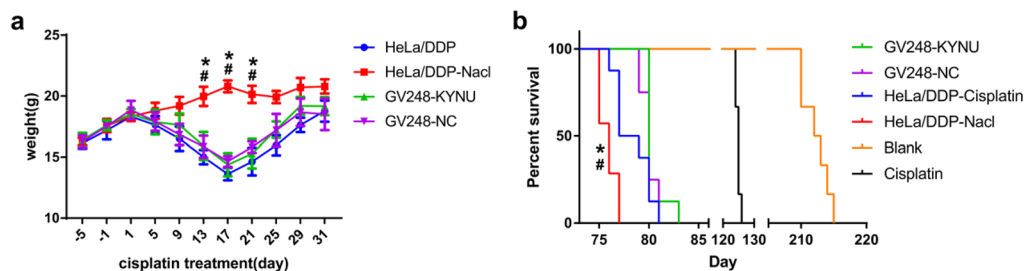 a
weight(g)
25
20
15
10
* * *
# # #
-5 -1 1 5 9 13 17 21 25 29 31
cisplatin treatment(day)
HeLa/DDP
HeLa/DDP-Nacl
GV248-KYNU
GV248-NC
b
Percent survival
100
50
0
*
#
75 80 85 120 130 210 220
Day
GV248-KYNU
GV248-NC
HeLa/DDP-Cisplatin
HeLa/DDP-Nacl
Blank
Cisplatin